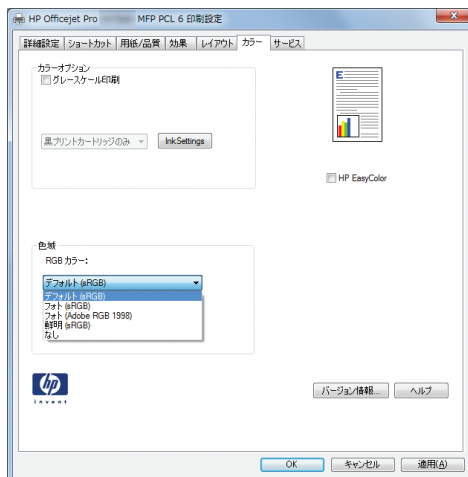 HP Officejet Pro MFP PCL 6 印刷設定
詳細設定 ショートカット 用紙/品質 効果 レイアウト カラー サービス
カラーオプション
グレースケール印刷
黒プリントカートリッジのみ InkSettings
E
HP EasyColor
色域
RGB カラー:
デフォルト (sRGB)
デフォルト (sRGB)
フォト (sRGB)
フォト (Adobe RGB 1998)
鮮明 (sRGB)
なし
hp
invent
バージョン情報... ヘルプ
OK キャンセル 適用(A)